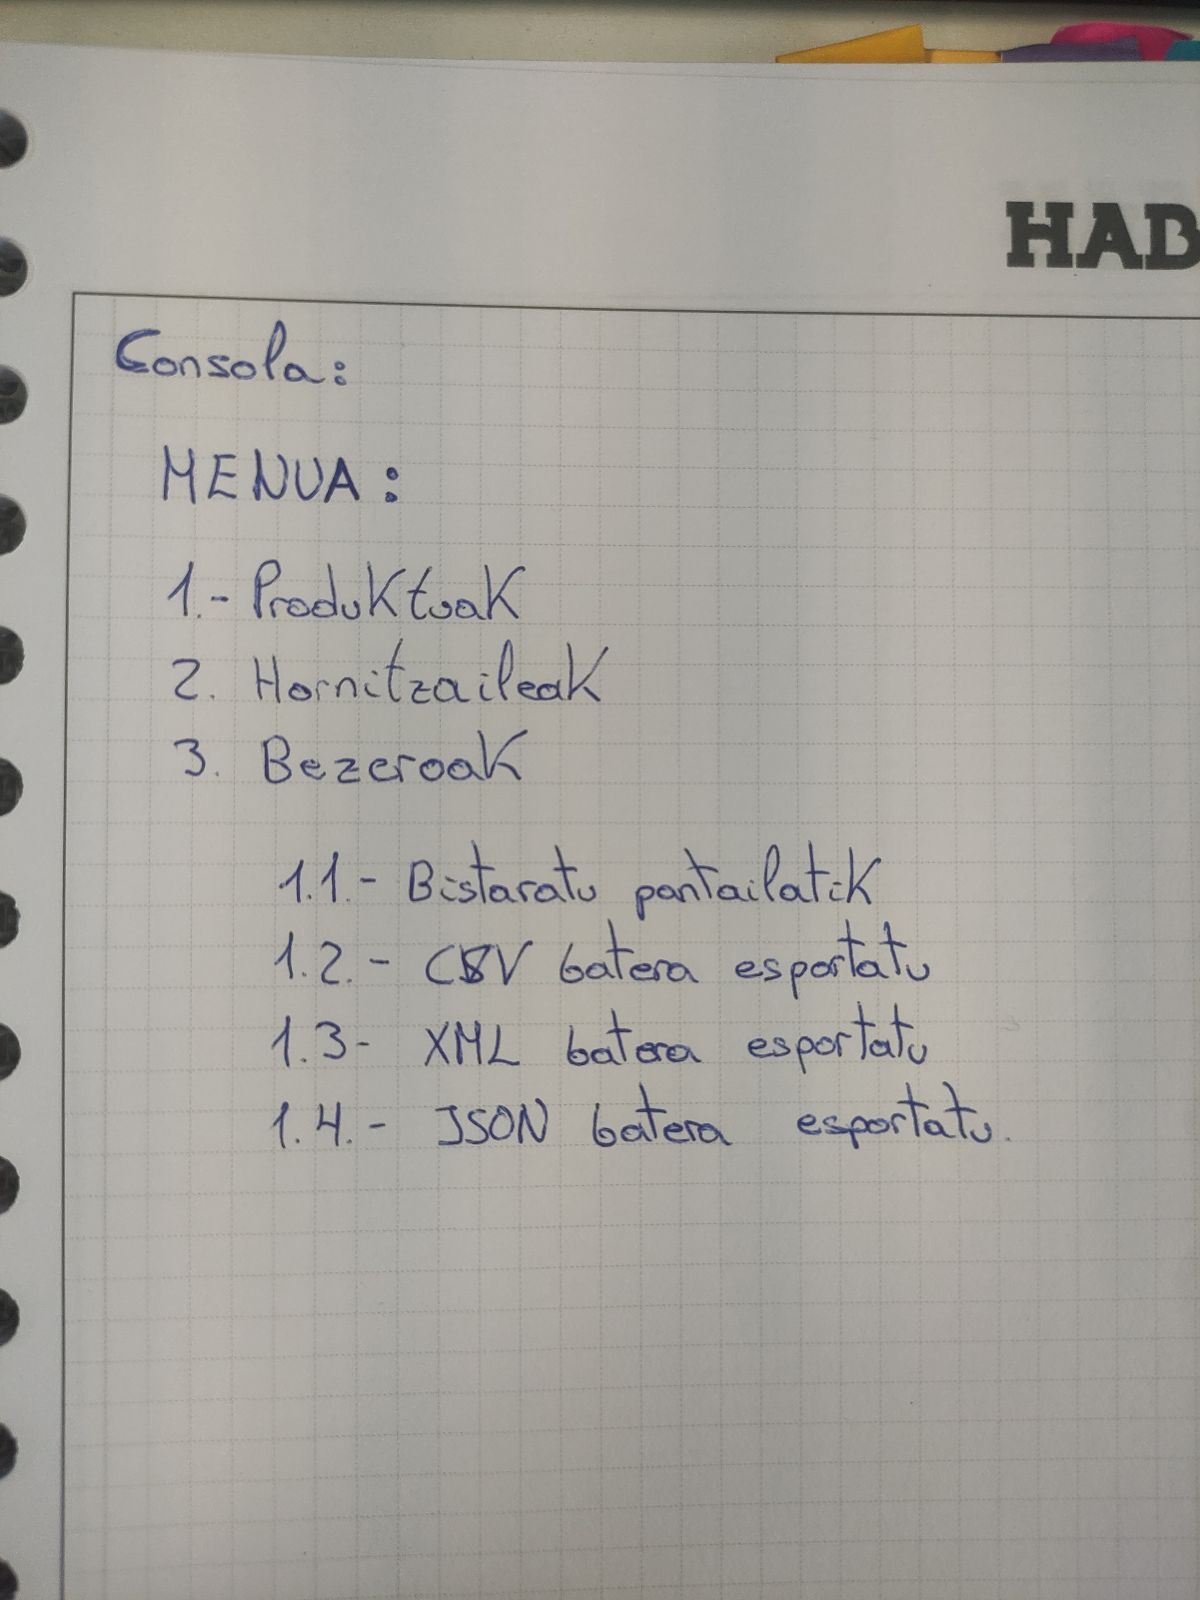 HAB
Consola:
MENUA:
1.- Produktuak
2. Hornitzaileak
3. Bezeroak
1.1.- Bistaratu pantailatik
1.2.- CSV batera esportatu
1.3- XML batera esportatu
1.4.- JSON batera esportatu.